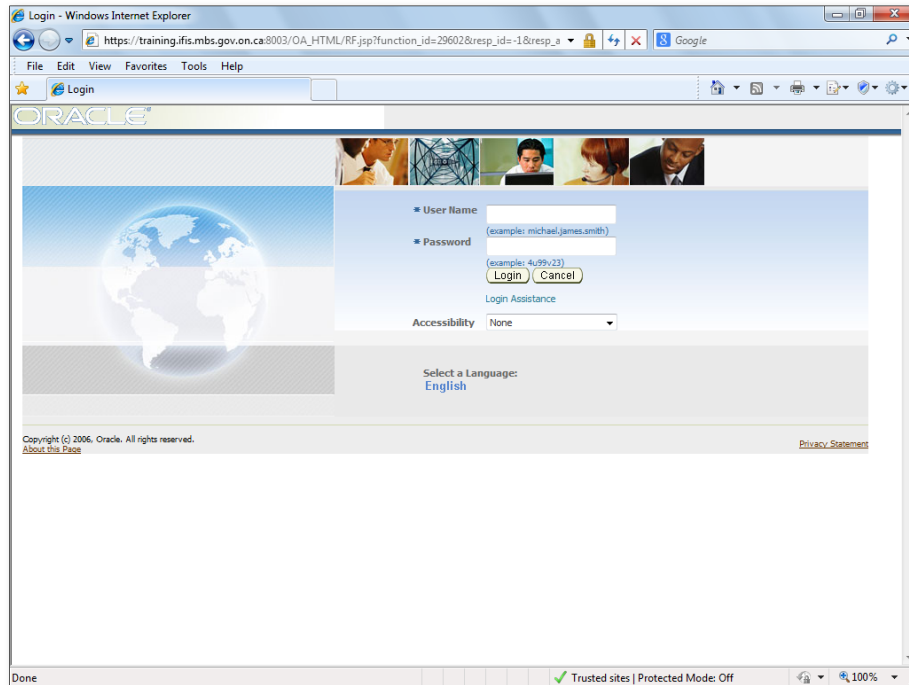 Login - Windows Internet Explorer
https://training.ifis.mbs.gov.on.ca:8003/OA_HTML/RF.jsp?function_id=29602&resp_id=-1&resp_a
Google
File Edit View Favorites Tools Help
Login
ORACLE
* User Name
(example: michael.james.smith)
* Password
(example: 4u99v23)
Login Cancel
Login Assistance
Accessibility None
Select a Language:
English
Copyright (c) 2006, Oracle. All rights reserved.
About this Page Privacy Statement
Done Trusted sites | Protected Mode: Off 100%